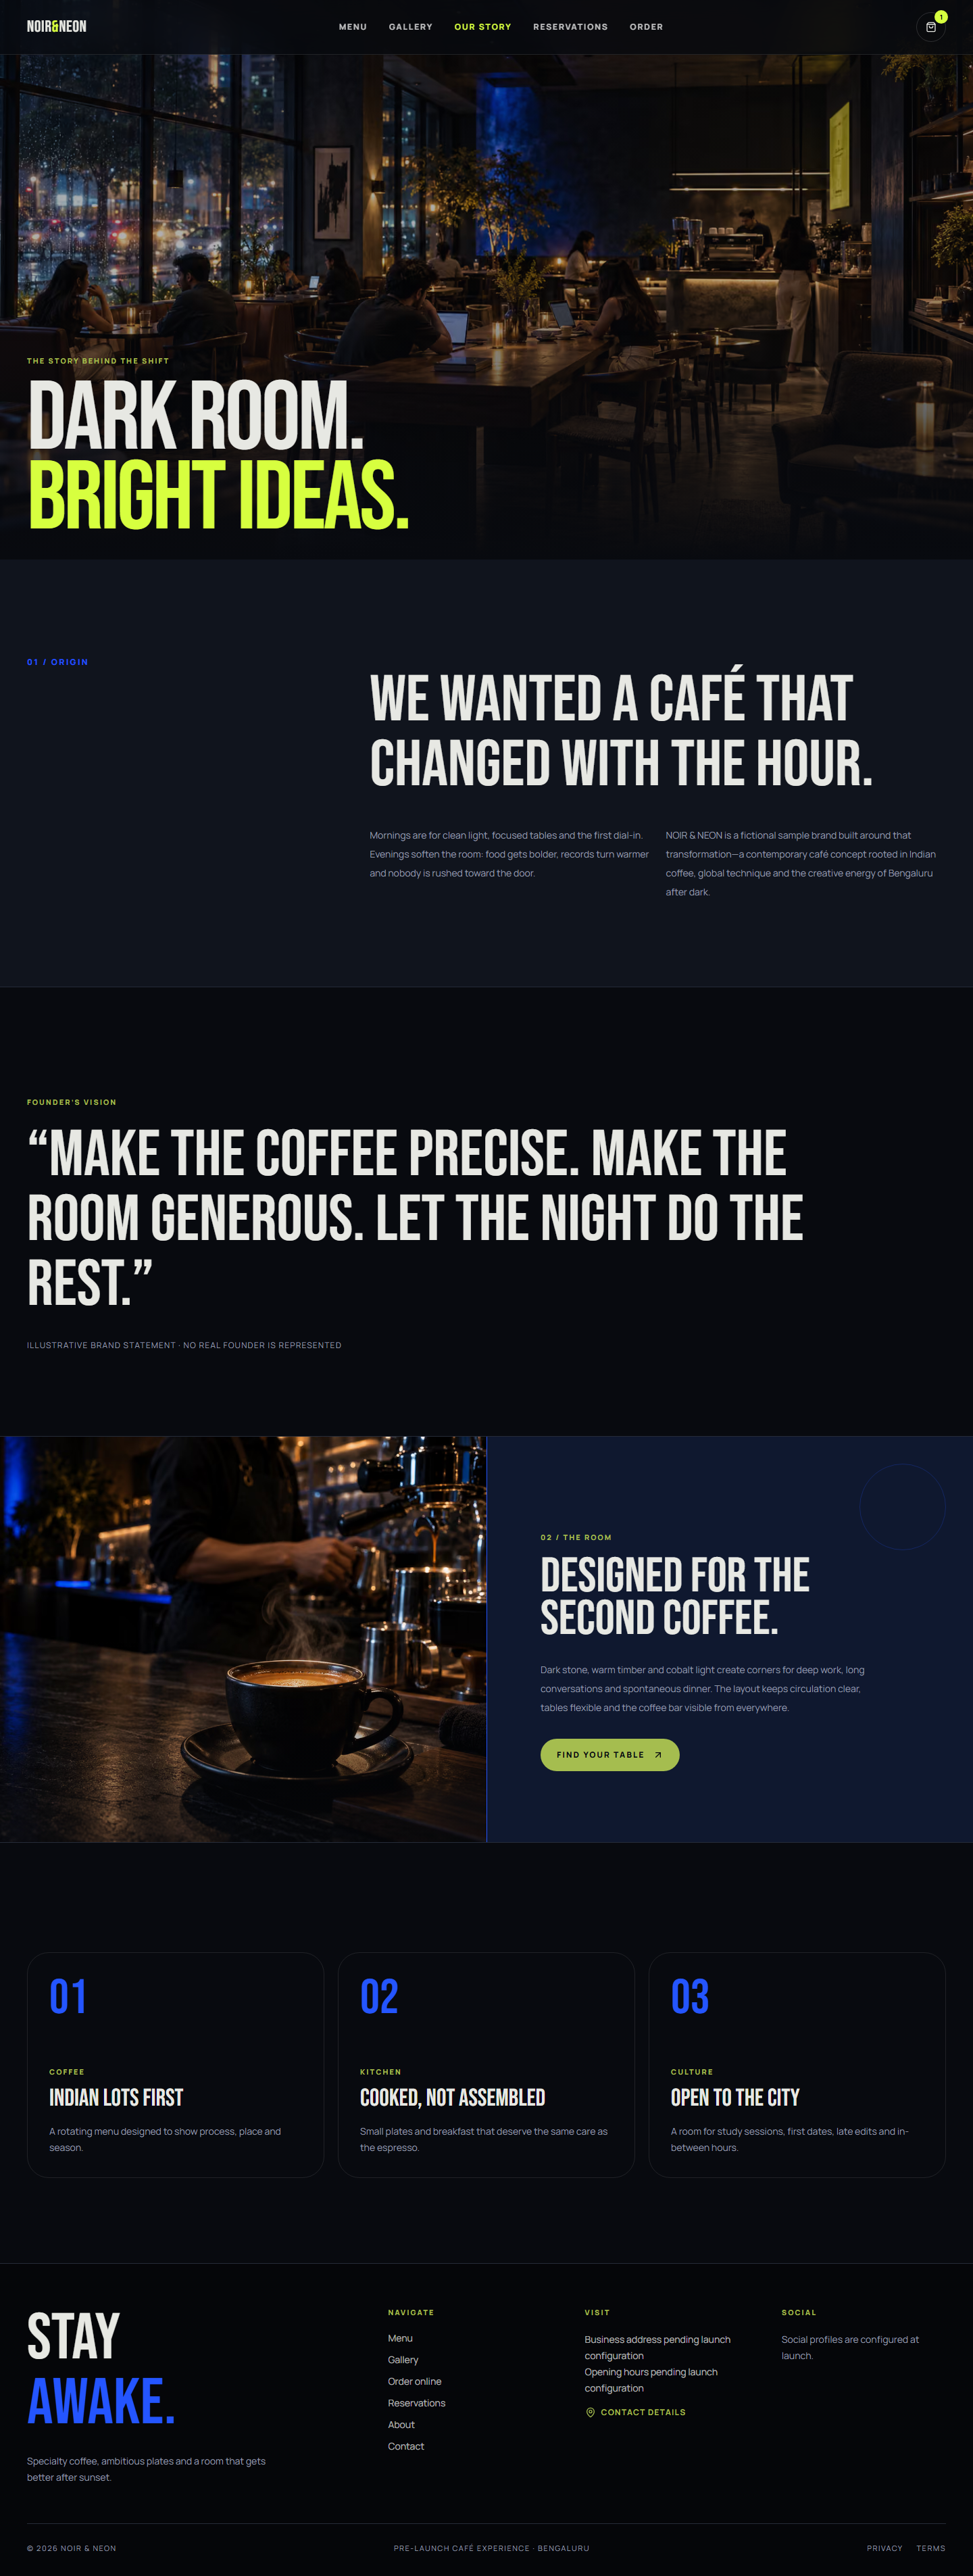 NOIR&NEON
MENU GALLERY OUR STORY RESERVATIONS ORDER
1
THE STORY BEHIND THE SHIFT
DARK ROOM.
BRIGHT IDEAS.
01 / ORIGIN
WE WANTED A CAFÉ THAT
CHANGED WITH THE HOUR.
Mornings are for clean light, focused tables and the first dial-in.
Evenings soften the room: food gets bolder, records turn warmer
and nobody is rushed toward the door.
NOIR & NEON is a fictional sample brand built around that
transformation—a contemporary café concept rooted in Indian
coffee, global technique and the creative energy of Bengaluru
after dark.
FOUNDER'S VISION
“MAKE THE COFFEE PRECISE. MAKE THE
ROOM GENEROUS. LET THE NIGHT DO THE
REST.”
ILLUSTRATIVE BRAND STATEMENT · NO REAL FOUNDER IS REPRESENTED
02 / THE ROOM
DESIGNED FOR THE
SECOND COFFEE.
Dark stone, warm timber and cobalt light create corners for deep work, long
conversations and spontaneous dinner. The layout keeps circulation clear,
tables flexible and the coffee bar visible from everywhere.
FIND YOUR TABLE
01
COFFEE
INDIAN LOTS FIRST
A rotating menu designed to show process, place and
season.
02
KITCHEN
COOKED, NOT ASSEMBLED
Small plates and breakfast that deserve the same care as
the espresso.
03
CULTURE
OPEN TO THE CITY
A room for study sessions, first dates, late edits and in-
between hours.
STAY
AWAKE.
Specialty coffee, ambitious plates and a room that gets
better after sunset.
NAVIGATE
Menu
Gallery
Order online
Reservations
About
Contact
VISIT
Business address pending launch
configuration
Opening hours pending launch
configuration
CONTACT DETAILS
SOCIAL
Social profiles are configured at
launch.
© 2026 NOIR & NEON
PRE-LAUNCH CAFÉ EXPERIENCE · BENGALURU
PRIVACY TERMS